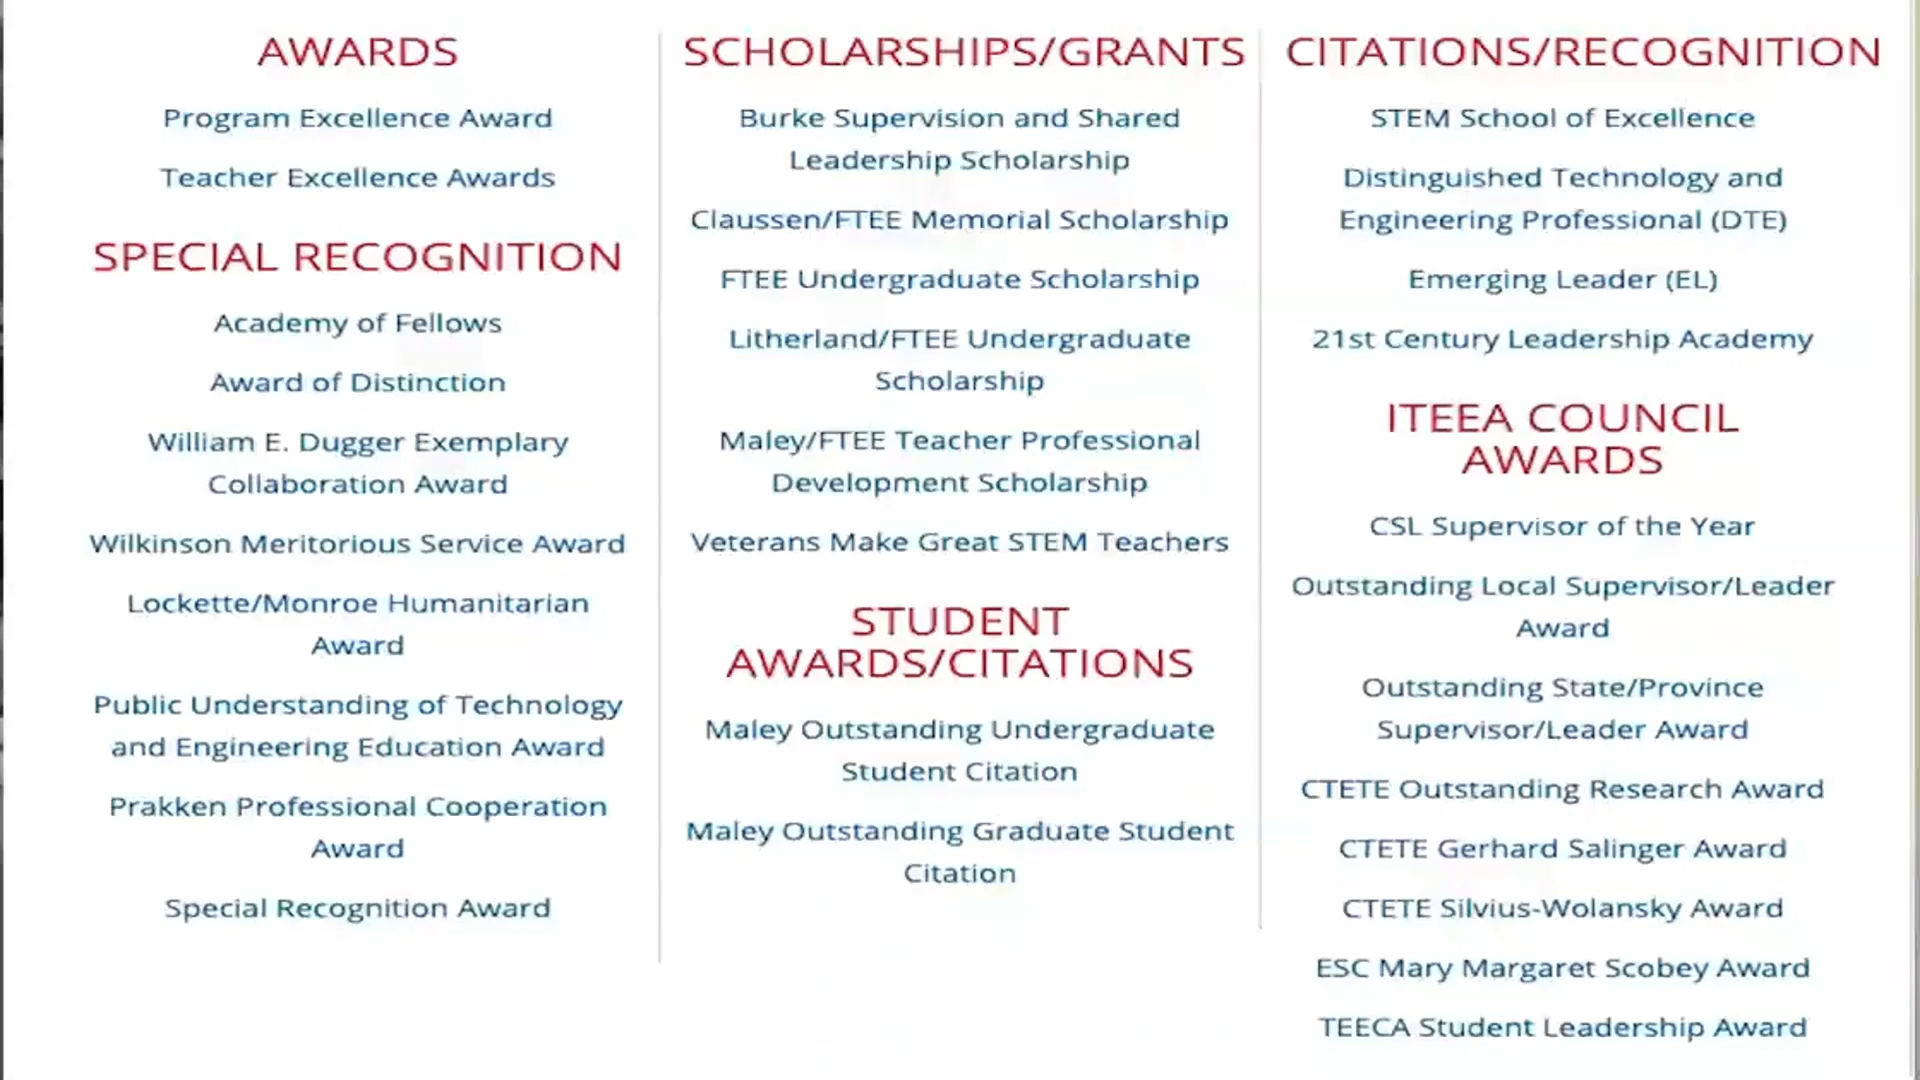 AWARDS
Program Excellence Award
Teacher Excellence Awards
SPECIAL RECOGNITION
Academy of Fellows
Award of Distinction
William E. Dugger Exemplary
Collaboration Award
Wilkinson Meritorious Service Award
Lockette/Monroe Humanitarian
Award
Public Understanding of Technology
and Engineering Education Award
Prakken Professional Cooperation
Award
Special Recognition Award
SCHOLARSHIPS/GRANTS
Burke Supervision and Shared
Leadership Scholarship
Claussen/FTEE Memorial Scholarship
FTEE Undergraduate Scholarship
Litherland/FTEE Undergraduate
Scholarship
Maley/FTEE Teacher Professional
Development Scholarship
Veterans Make Great STEM Teachers
STUDENT
AWARDS/CITATIONS
Maley Outstanding Undergraduate
Student Citation
Maley Outstanding Graduate Student
Citation
CITATIONS/RECOGNITION
STEM School of Excellence
Distinguished Technology and
Engineering Professional (DTE)
Emerging Leader (EL)
21st Century Leadership Academy
ITEEA COUNCIL
AWARDS
CSL Supervisor of the Year
Outstanding Local Supervisor/Leader
Award
Outstanding State/Province
Supervisor/Leader Award
CTETE Outstanding Research Award
CTETE Gerhard Salinger Award
CTETE Silvius-Wolansky Award
ESC Mary Margaret Scobey Award
TEECA Student Leadership Award